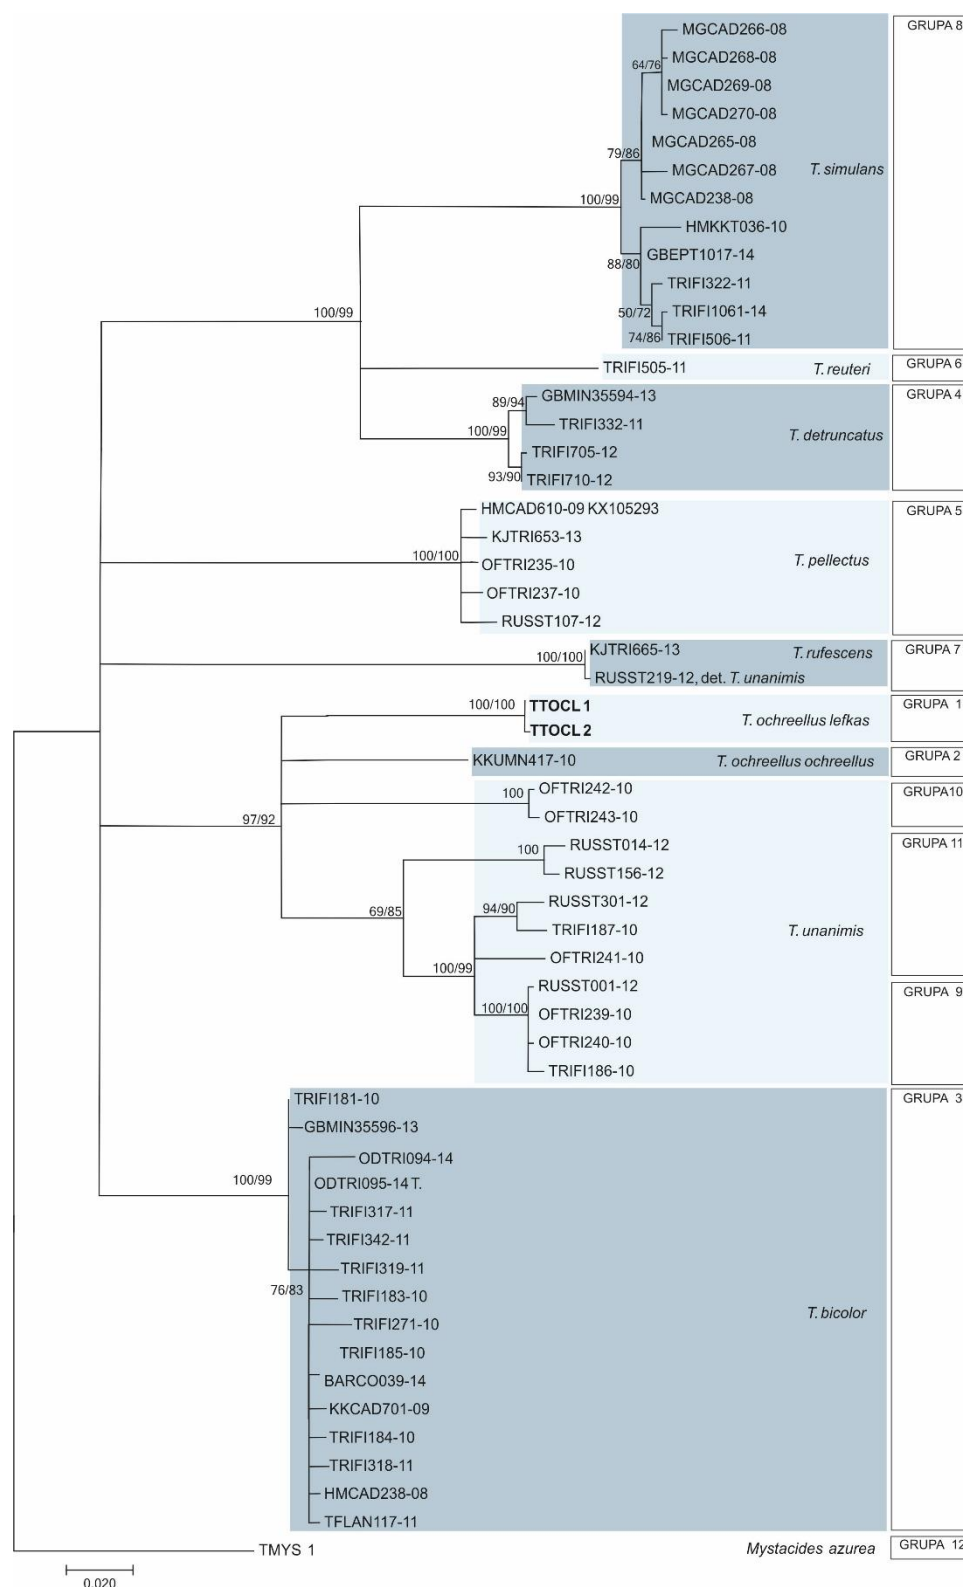 GRUPA 8
MGCAD266-08
MGCAD268-08
64/76
MGCAD269-08
MGCAD270-08
MGCAD265-08
79/86
MGCAD267-08
T. simulans
MGCAD238-08
100/99
HMKKT036-10
GBEPT1017-14
88/80
TRIFI322-11
50/72
TRIFI1061-14
74/86
TRIFI506-11
100/99
TRIFI505-11
T. reuteri
GRUPA 6
GBMIN35594-13
GRUPA 4
89/94
TRIFI332-11
100/99
T. detruncatus
TRIFI705-12
93/90
TRIFI710-12
HMCAD610-09 KX105293
GRUPA 5
KJTRI653-13
100/100
OFTRI235-10
T. pellectus
OFTRI237-10
RUSST107-12
KJTRI665-13
T. rufescens
GRUPA 7
100/100
RUSST219-12, det. T. unanimis
100/100
TTOCL 1
GRUPA 1
TTOCL 2
T. ochreellus lefkas
KKUMN417-10
T. ochreellus ochreellus
GRUPA 2
OFTRI242-10
GRUPA10
100
OFTRI243-10
97/92
RUSST014-12
GRUPA 11
100
RUSST156-12
RUSST301-12
69/85
94/90
TRIFI187-10
T. unanimis
OFTRI241-10
100/99
RUSST001-12
GRUPA 9
100/100
OFTRI239-10
OFTRI240-10
TRIFI186-10
TRIFI181-10
GRUPA 3
GBMIN35596-13
ODTRI094-14
100/99
ODTRI095-14 T.
TRIFI317-11
TRIFI342-11
TRIFI319-11
76/83
TRIFI183-10
T. bicolor
TRIFI271-10
TRIFI185-10
BARCO039-14
KKCAD701-09
TRIFI184-10
TRIFI318-11
HMCAD238-08
TFLAN117-11
TMYS 1
Mystacides azurea
GRUPA 12
0.020